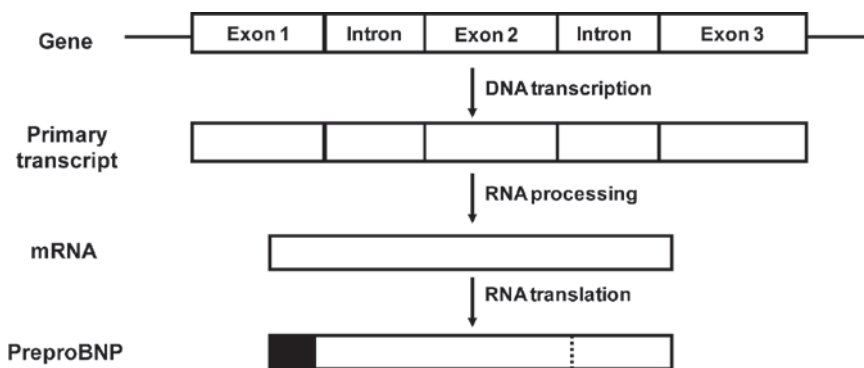 Gene
Exon 1 Intron Exon 2 Intron Exon 3
DNA transcription
Primary
transcript
RNA processing
mRNA
RNA translation
PreproBNP